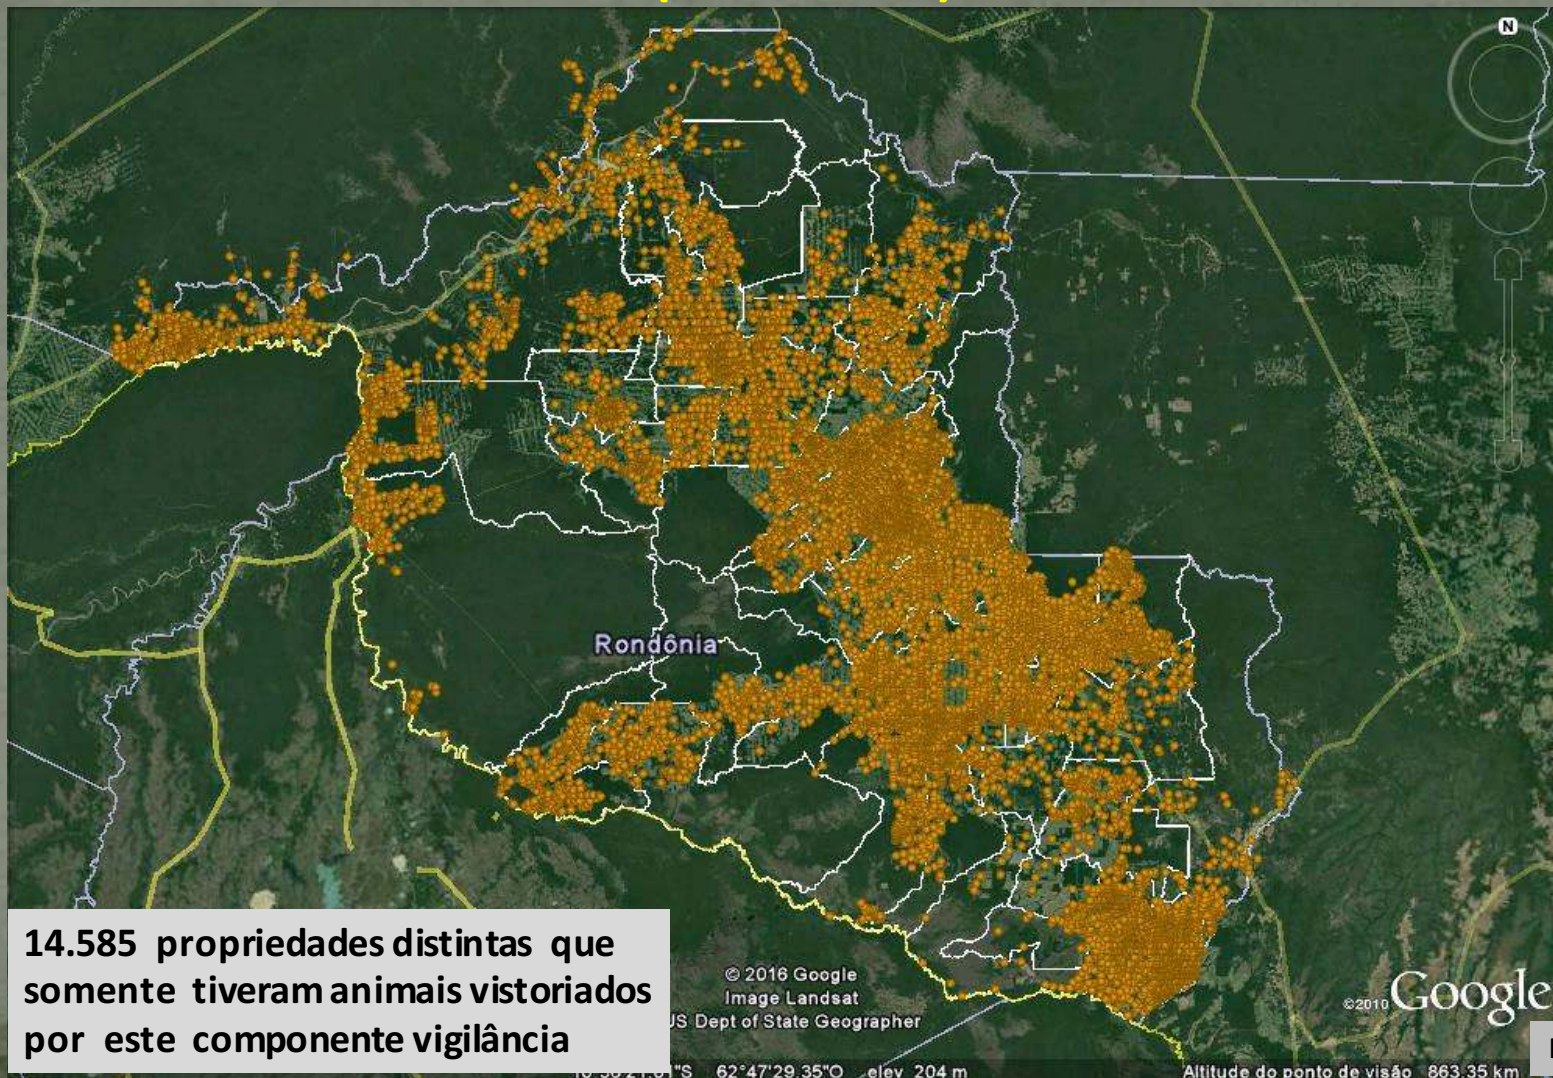 N
Rondônia
14.585 propriedades distintas que
somente tiveram animais vistoriados
por este componente vigilância
© 2016 Google
Image Landsat
US Dept of State Geographer
©2010 Google
62°47'29.35"O elev 204 m
Altitude do ponto de visão 863.35 km